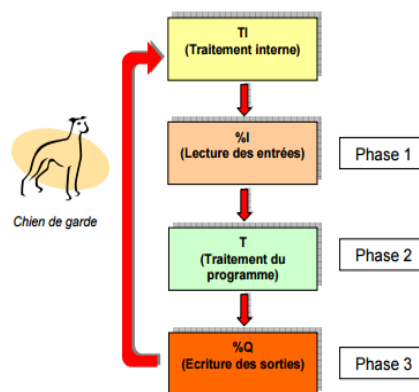 TI
(Traitement interne)
%I
(Lecture des entrées)
Phase 1
Chien de garde
T
(Traitement du
programme)
Phase 2
%Q
(Ecriture des sorties)
Phase 3